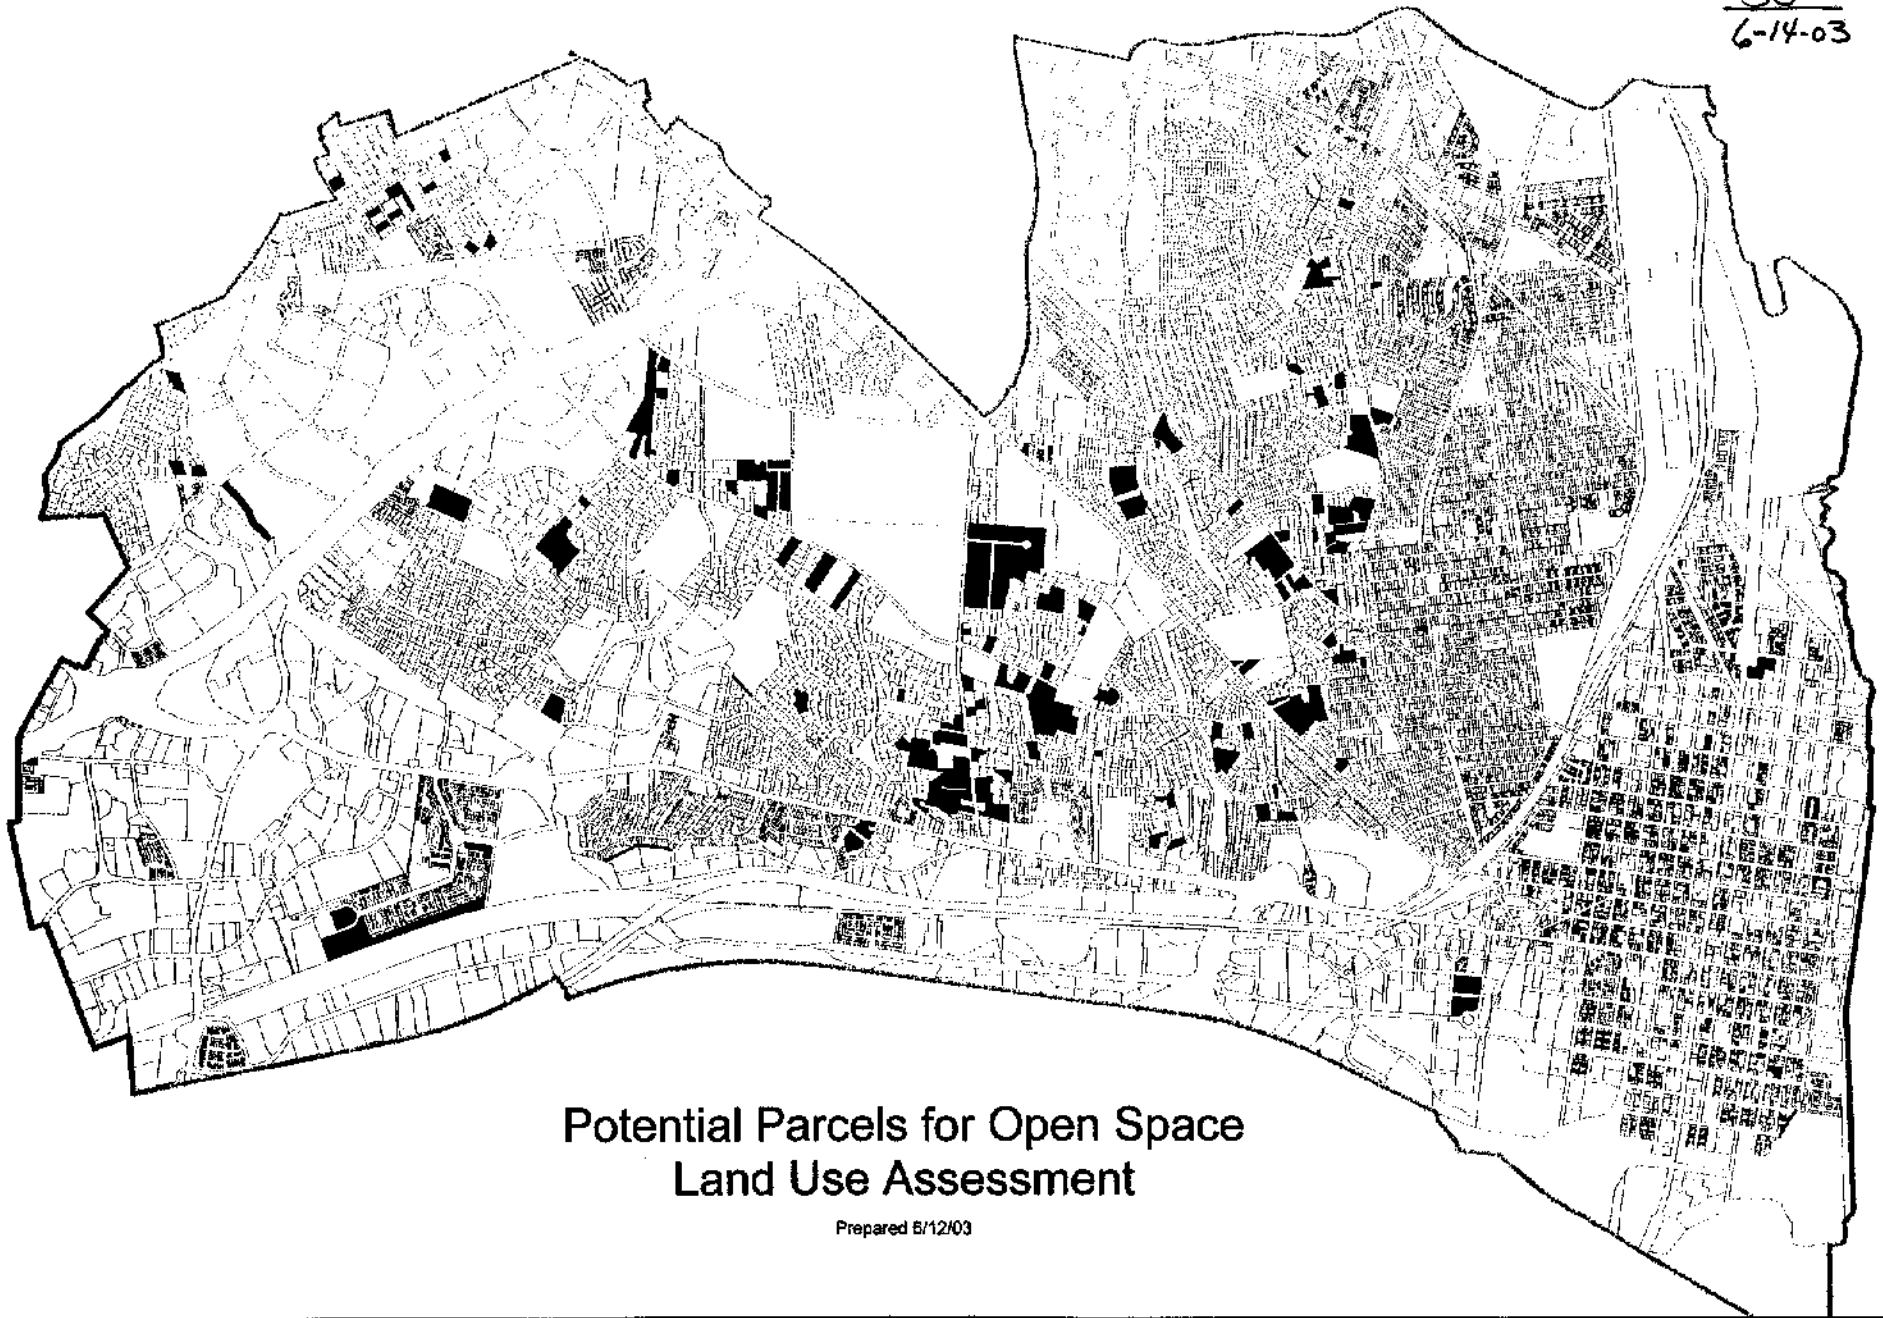 6-14-03
Potential Parcels for Open Space
Land Use Assessment
Prepared 6/12/03